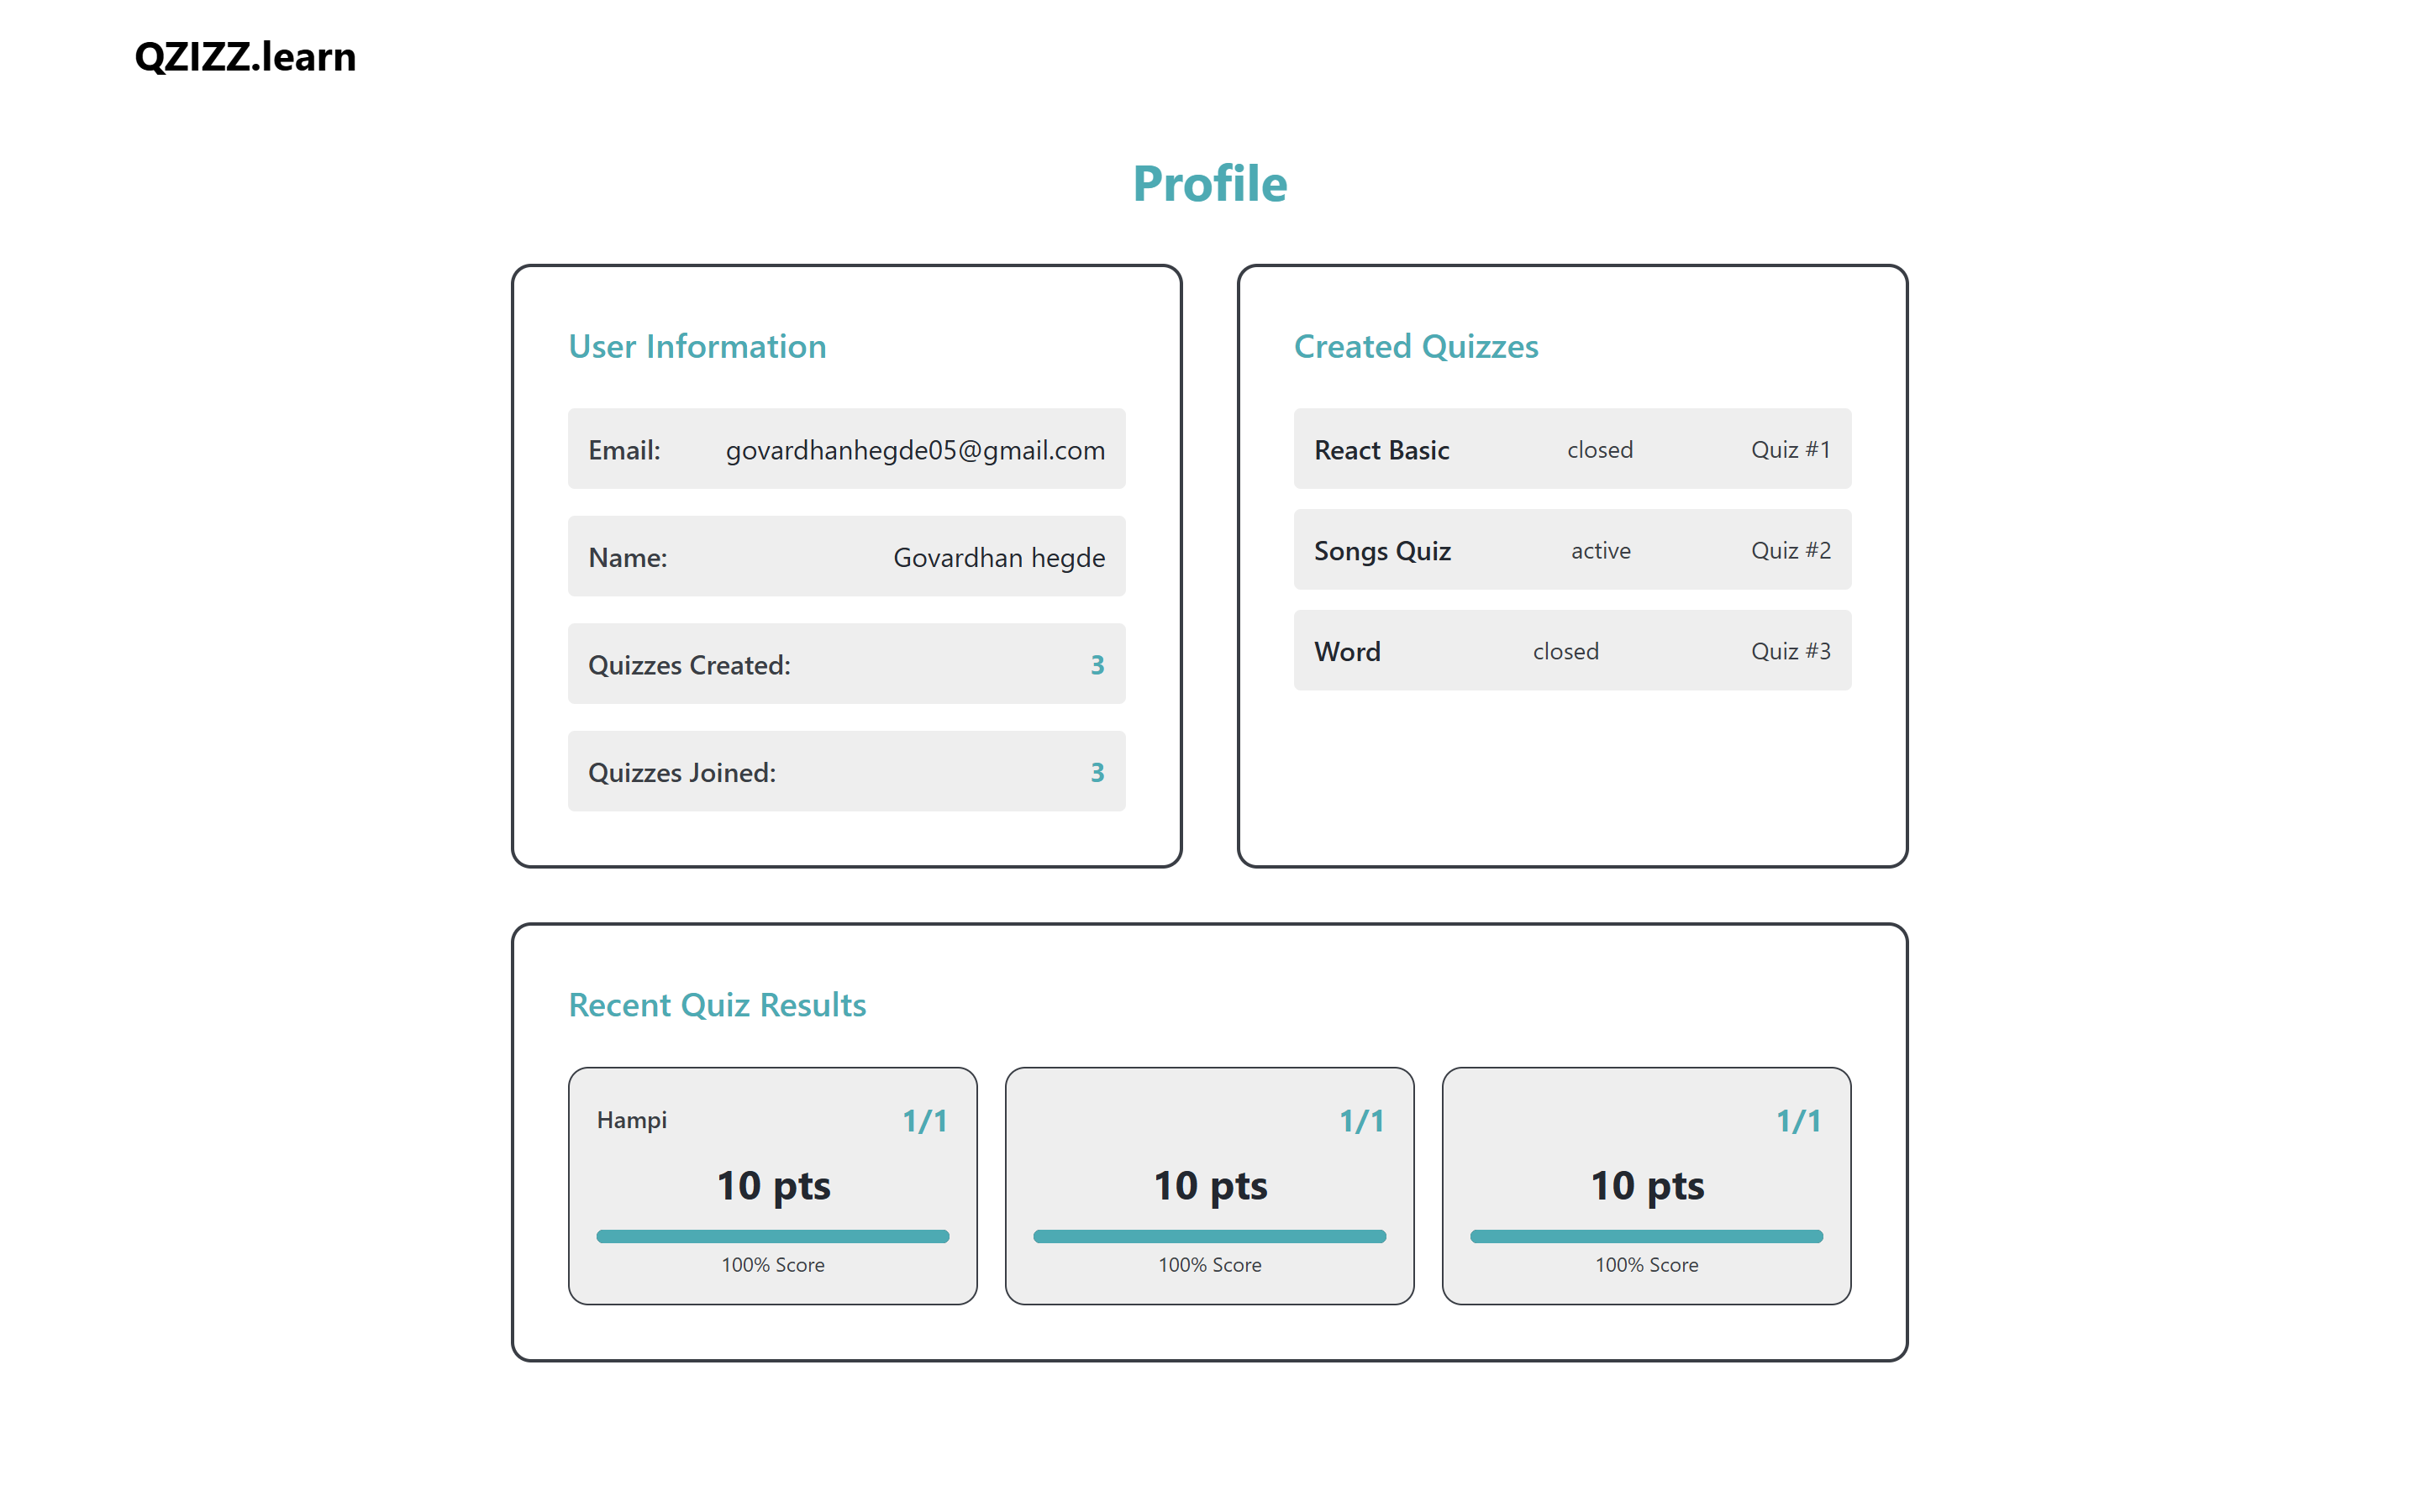 QZIZZ.learn
Profile
User Information
Email: govardhanhegde05@gmail.com
Name: Govardhan hegde
Quizzes Created: 3
Quizzes Joined: 3
Created Quizzes
React Basic closed Quiz #1
Songs Quiz active Quiz #2
Word closed Quiz #3
Recent Quiz Results
Hampi 1/1
10 pts
100% Score
1/1
10 pts
100% Score
1/1
10 pts
100% Score